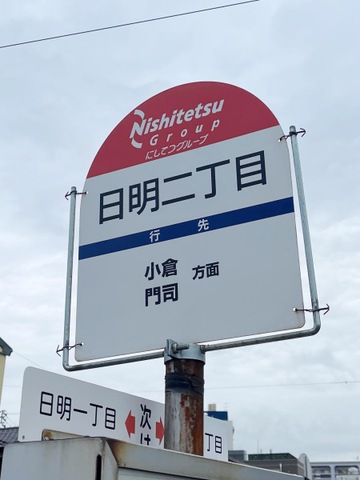 Nishitetsu
Group
にしてつグループ
日明二丁目
行先
小倉
門司
方面
日明一丁目
次は
丁目